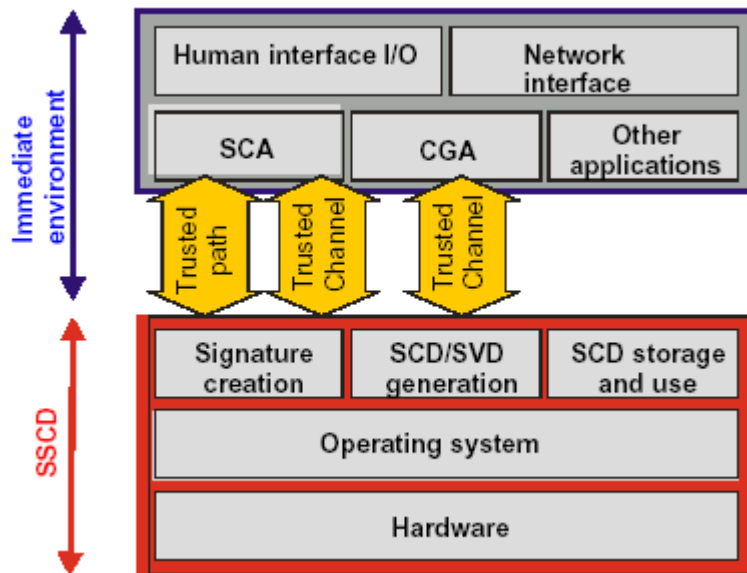 Immediate
environment
Human interface I/O
Network
interface
SCA
CGA
Other
applications
Trusted
path
Trusted
Channel
Trusted
Channel
SSCD
Signature
creation
SCD/SVD
generation
SCD storage
and use
Operating system
Hardware